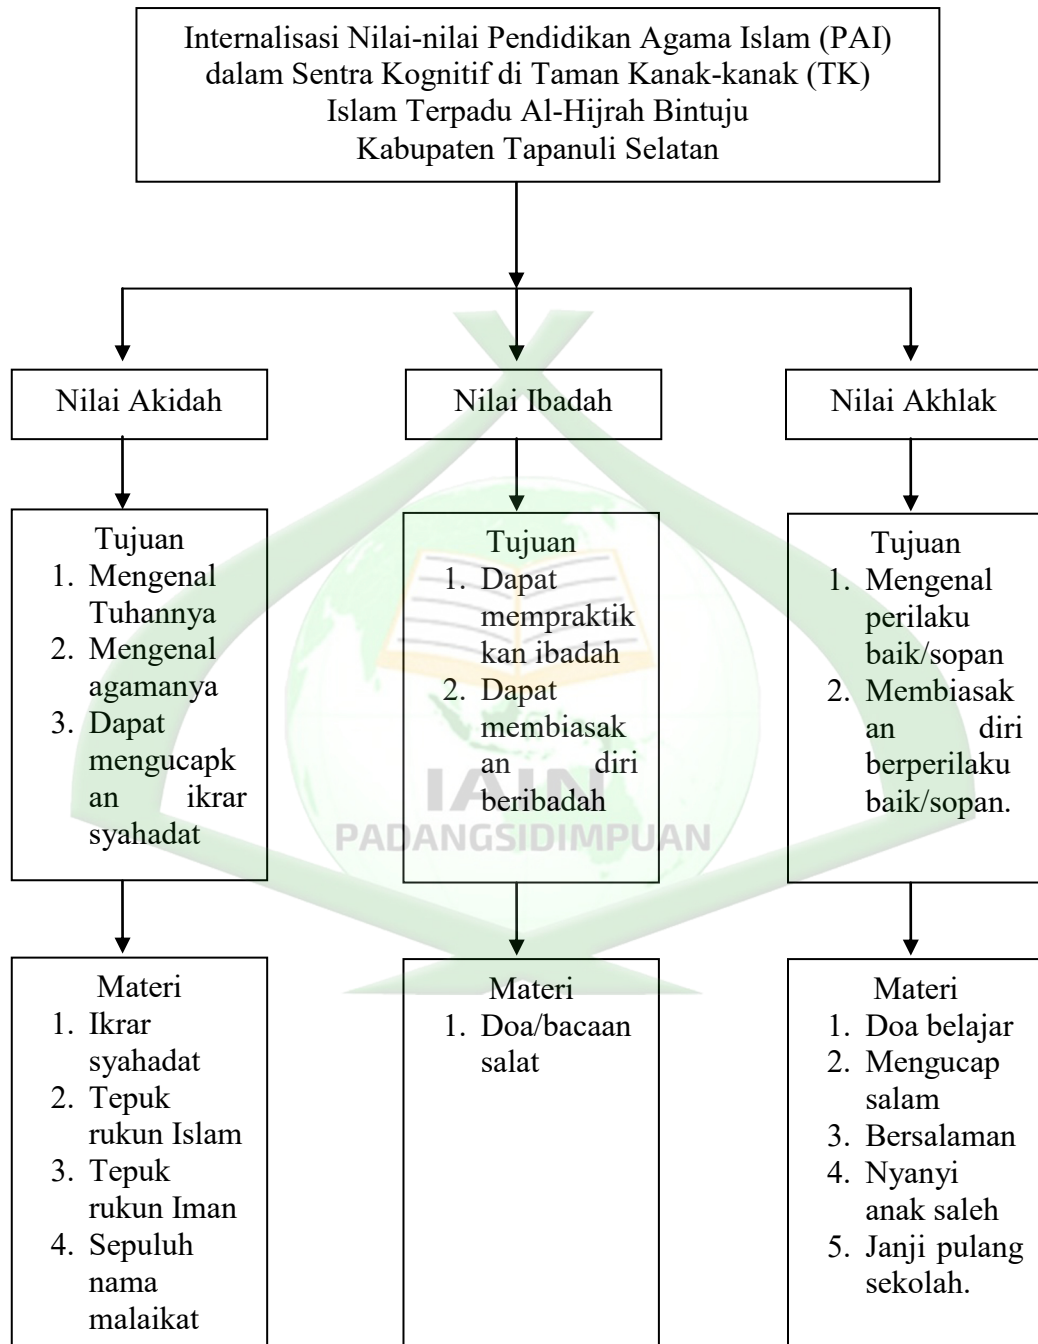 Internalisasi Nilai-nilai Pendidikan Agama Islam (PAI)
dalam Sentra Kognitif di Taman Kanak-kanak (TK)
Islam Terpadu Al-Hijrah Bintuju
Kabupaten Tapanuli Selatan
Nilai Akidah
Nilai Ibadah
Nilai Akhlak
Tujuan
1. Mengenal
Tuhannya
2. Mengenal
agamanya
3. Dapat
mengucapk
an ikrar
syahadat
Tujuan
1. Dapat
mempraktik
kan ibadah
2. Dapat
membiasak
an diri
beribadah
Tujuan
1. Mengenal
perilaku
baik/sopan
2. Membiasak
an diri
berperilaku
baik/sopan.
IAIN
PADANGSIDIMPUAN
Materi
1. Ikrar
syahadat
2. Tepuk
rukun Islam
3. Tepuk
rukun Iman
4. Sepuluh
nama
malaikat
Materi
1. Doa/bacaan
salat
Materi
1. Doa belajar
2. Mengucap
salam
3. Bersalaman
4. Nyanyi
anak saleh
5. Janji pulang
sekolah.